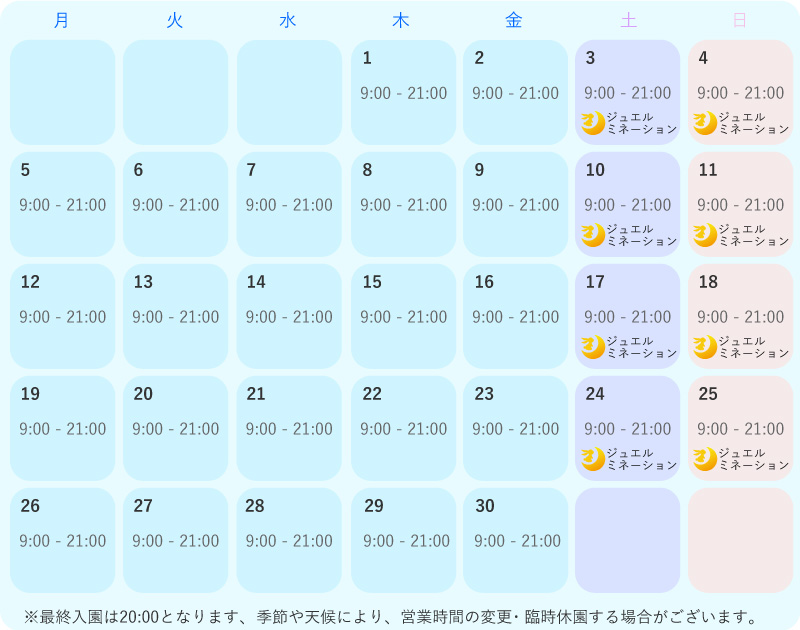 月 火 水 木 金 土 日
1 2 3 4
9:00 - 21:00 9:00 - 21:00 9:00 - 21:00 9:00 - 21:00
ジュエル ジュエル
ミネーション ミネーション
5 6 7 8 9 10 11
9:00 - 21:00 9:00 - 21:00 9:00 - 21:00 9:00 - 21:00 9:00 - 21:00 9:00 - 21:00 9:00 - 21:00
ジュエル ジュエル
ミネーション ミネーション
12 13 14 15 16 17 18
9:00 - 21:00 9:00 - 21:00 9:00 - 21:00 9:00 - 21:00 9:00 - 21:00 9:00 - 21:00 9:00 - 21:00
ジュエル ジュエル
ミネーション ミネーション
19 20 21 22 23 24 25
9:00 - 21:00 9:00 - 21:00 9:00 - 21:00 9:00 - 21:00 9:00 - 21:00 9:00 - 21:00 9:00 - 21:00
ジュエル ジュエル
ミネーション ミネーション
26 27 28 29 30
9:00 - 21:00 9:00 - 21:00 9:00 - 21:00 9:00 - 21:00 9:00 - 21:00
※最終入園は20:00となります、季節や天候により、営業時間の変更・臨時休園する場合がございます。